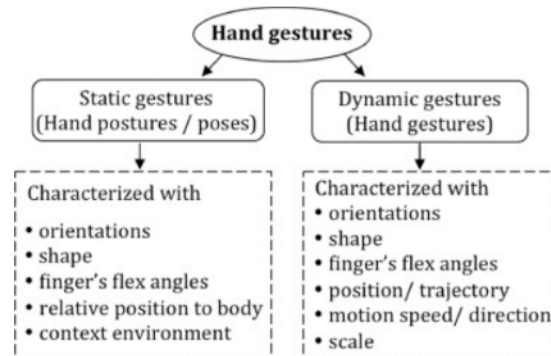 Hand gestures
Static gestures
(Hand postures / poses)
Dynamic gestures
(Hand gestures)
Characterized with
• orientations
• shape
• finger's flex angles
• relative position to body
• context environment
Characterized with
• orientations
• shape
• finger's flex angles
• position/ trajectory
• motion speed/ direction
• scale